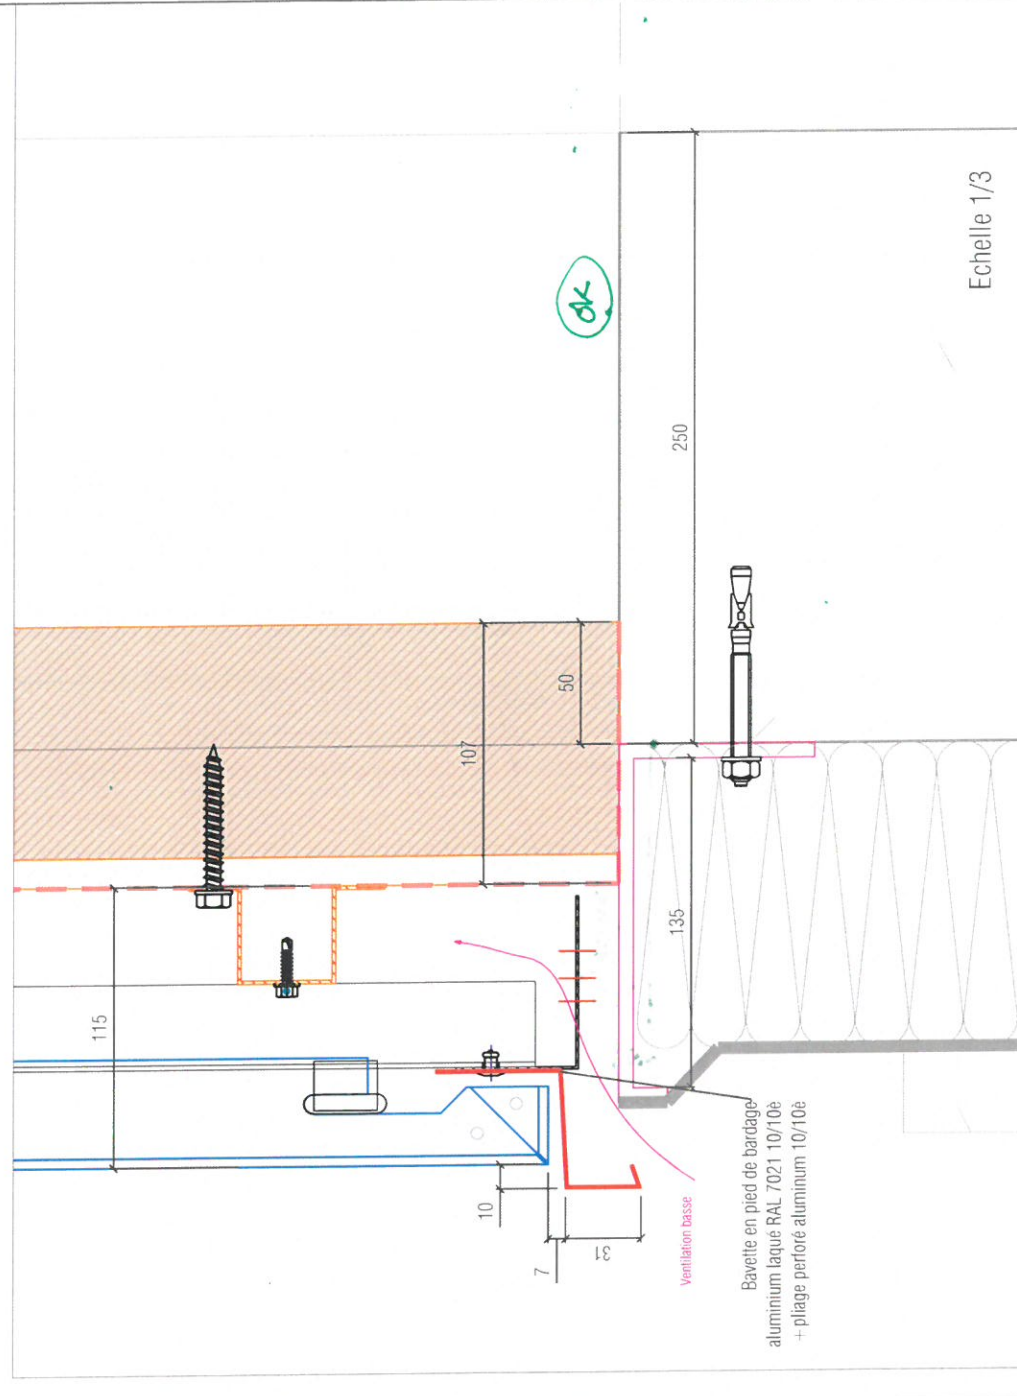 ok
Echelle 1/3
250
50
107
135
115
10
7
31
Ventilation basse
Bavette en pied de bardage
aluminium laqué RAL 7021 10/10è
+ pliage perforé aluminum 10/10è